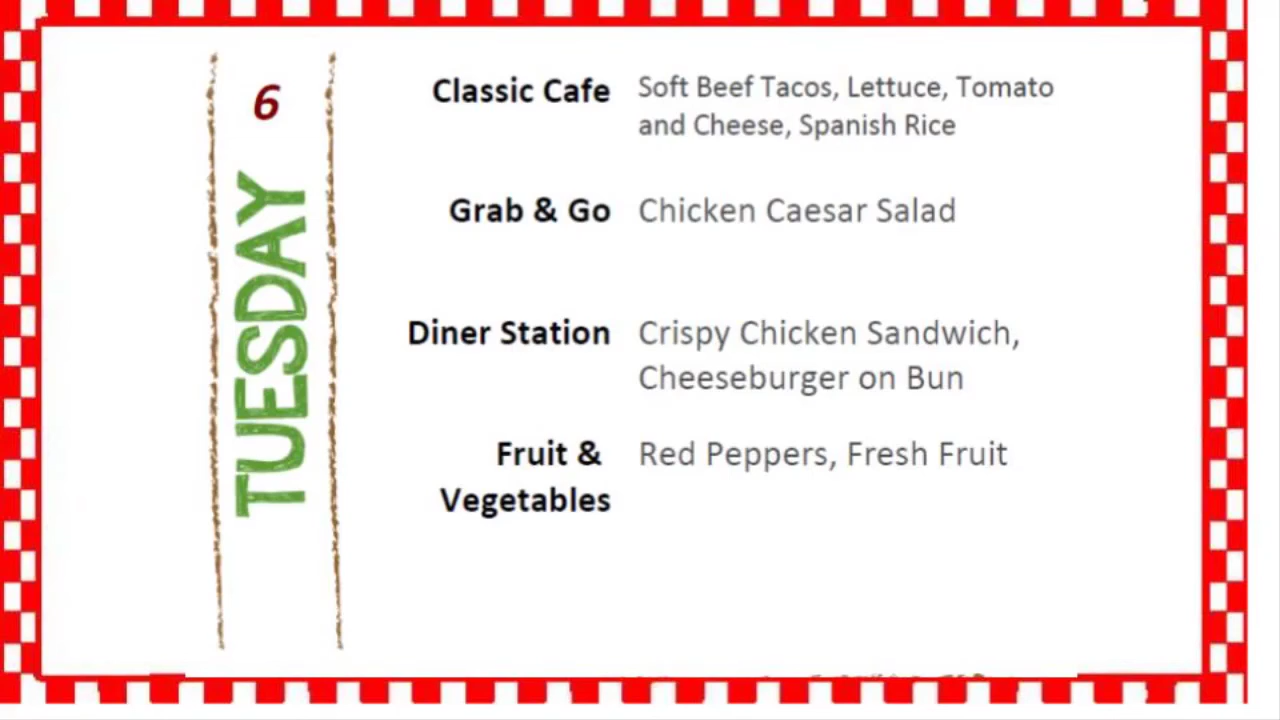 6
TUESDAY
Classic Cafe Soft Beef Tacos, Lettuce, Tomato
and Cheese, Spanish Rice
Grab & Go Chicken Caesar Salad
Diner Station Crispy Chicken Sandwich,
Cheeseburger on Bun
Fruit & Red Peppers, Fresh Fruit
Vegetables